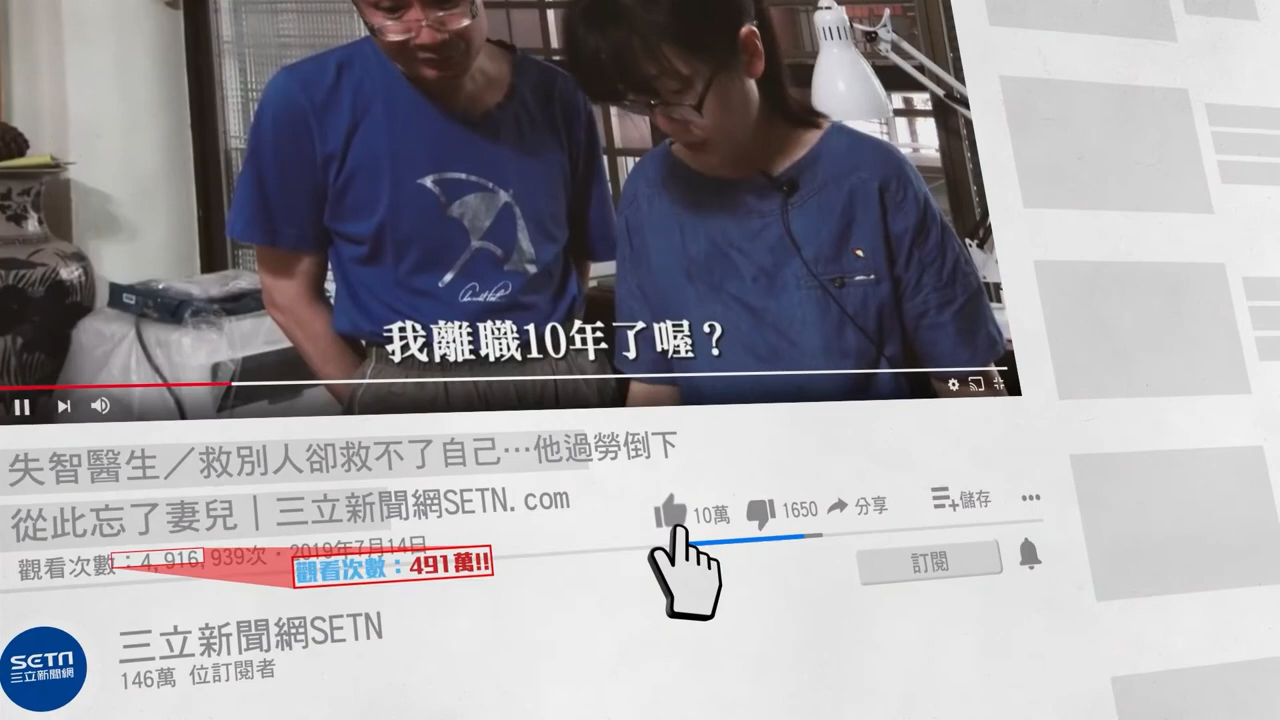 我離職10年了喔？
失智醫生／救別人卻救不了自己…他過勞倒下
從此忘了妻兒｜三立新聞網SETN.com
10萬
1650
分享
儲存
觀看次數：4,916,939次・2019年7月14日
觀看次數：491萬!!
訂閱
三立新聞網SETN
146萬 位訂閱者
SETN
三立新聞網